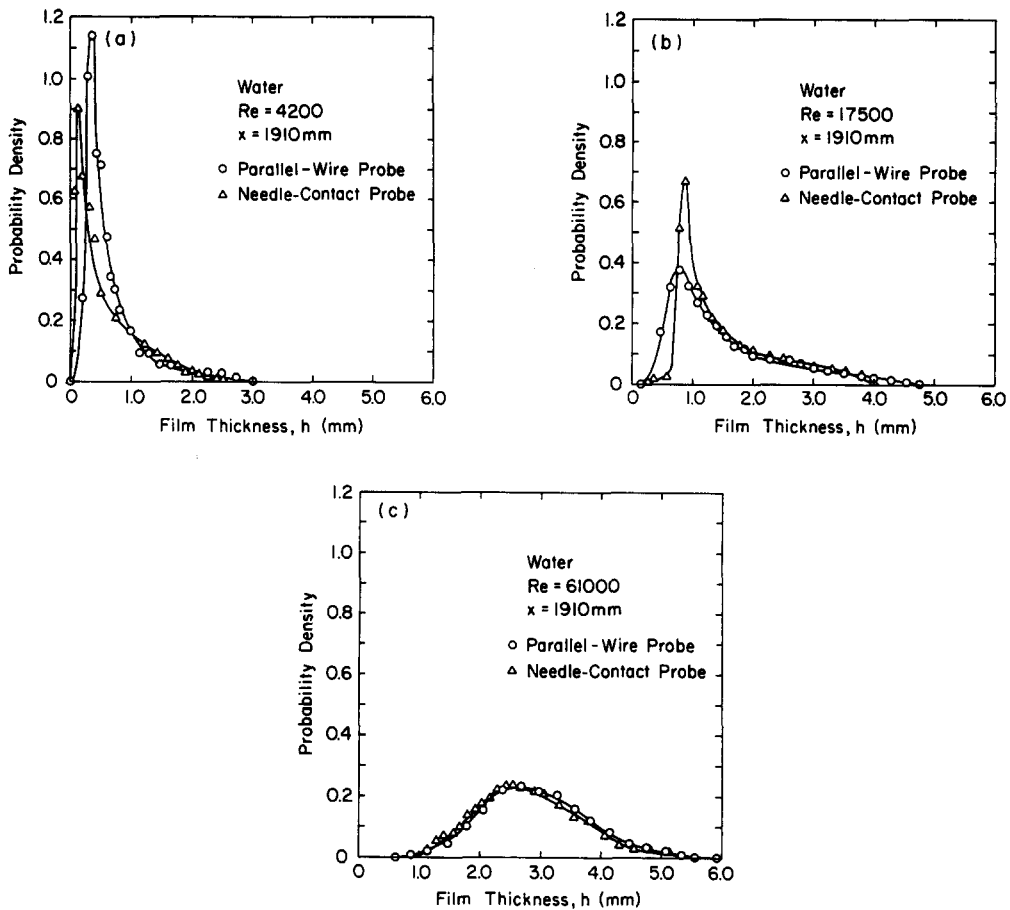 (a)
1.2
1.0
0.8
0.6
0.4
0.2
0
Probability Density
Water
Re = 4200
x = 1910mm
○ Parallel-Wire Probe
△ Needle-Contact Probe
0 1.0 2.0 3.0 4.0 5.0 6.0
Film Thickness, h (mm)
(b)
1.2
1.0
0.8
0.6
0.4
0.2
0
Probability Density
Water
Re = 17500
x = 1910mm
○ Parallel-Wire Probe
△ Needle-Contact Probe
0.0 1.0 2.0 3.0 4.0 5.0 6.0
Film Thickness, h (mm)
(c)
1.2
1.0
0.8
0.6
0.4
0.2
0
Probability Density
Water
Re = 61000
x = 1910mm
○ Parallel-Wire Probe
△ Needle-Contact Probe
0 1.0 2.0 3.0 4.0 5.0 6.0
Film Thickness, h (mm)